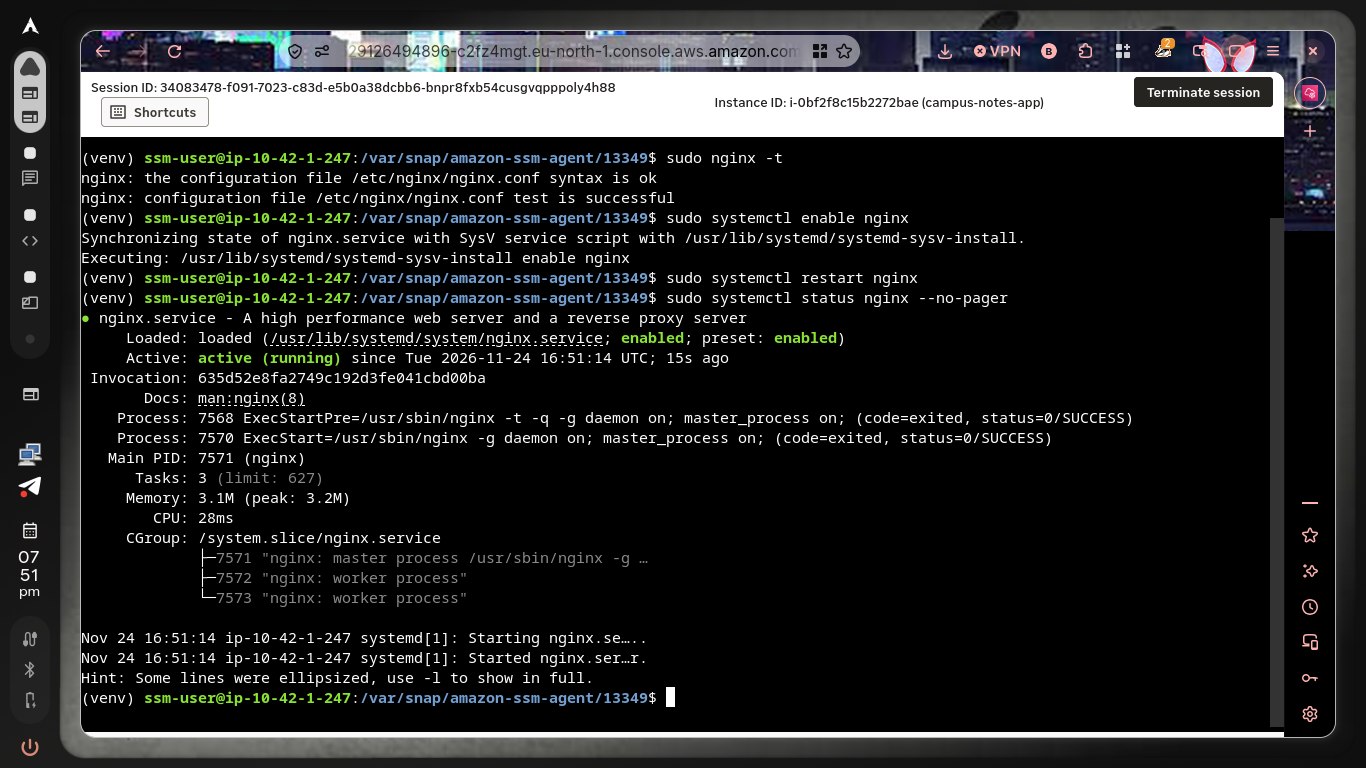 29126494896-c2fz4mgt.eu-north-1.console.aws.amazon.com
VPN
B
2
Session ID: 34083478-f091-7023-c83d-e5b0a38dcbb6-bnpr8fxb54cusgvqpppoly4h88
Shortcuts
Instance ID: i-0bf2f8c15b2272bae (campus-notes-app)
Terminate session
(venv) ssm-user@ip-10-42-1-247:/var/snap/amazon-ssm-agent/13349$ sudo nginx -t
nginx: the configuration file /etc/nginx/nginx.conf syntax is ok
nginx: configuration file /etc/nginx/nginx.conf test is successful
(venv) ssm-user@ip-10-42-1-247:/var/snap/amazon-ssm-agent/13349$ sudo systemctl enable nginx
Synchronizing state of nginx.service with SysV service script with /usr/lib/systemd/systemd-sysv-install.
Executing: /usr/lib/systemd/systemd-sysv-install enable nginx
(venv) ssm-user@ip-10-42-1-247:/var/snap/amazon-ssm-agent/13349$ sudo systemctl restart nginx
(venv) ssm-user@ip-10-42-1-247:/var/snap/amazon-ssm-agent/13349$ sudo systemctl status nginx --no-pager
● nginx.service - A high performance web server and a reverse proxy server
Loaded: loaded (/usr/lib/systemd/system/nginx.service; enabled; preset: enabled)
Active: active (running) since Tue 2026-11-24 16:51:14 UTC; 15s ago
Invocation: 635d52e8fa2749c192d3fe041cbd00ba
Docs: man:nginx(8)
Process: 7568 ExecStartPre=/usr/sbin/nginx -t -q -g daemon on; master_process on; (code=exited, status=0/SUCCESS)
Process: 7570 ExecStart=/usr/sbin/nginx -g daemon on; master_process on; (code=exited, status=0/SUCCESS)
Main PID: 7571 (nginx)
Tasks: 3 (limit: 627)
Memory: 3.1M (peak: 3.2M)
CPU: 28ms
CGroup: /system.slice/nginx.service
├─7571 "nginx: master process /usr/sbin/nginx -g …
├─7572 "nginx: worker process"
└─7573 "nginx: worker process"
Nov 24 16:51:14 ip-10-42-1-247 systemd[1]: Starting nginx.se…..
Nov 24 16:51:14 ip-10-42-1-247 systemd[1]: Started nginx.ser…r.
Hint: Some lines were ellipsized, use -l to show in full.
(venv) ssm-user@ip-10-42-1-247:/var/snap/amazon-ssm-agent/13349$
07
51
pm